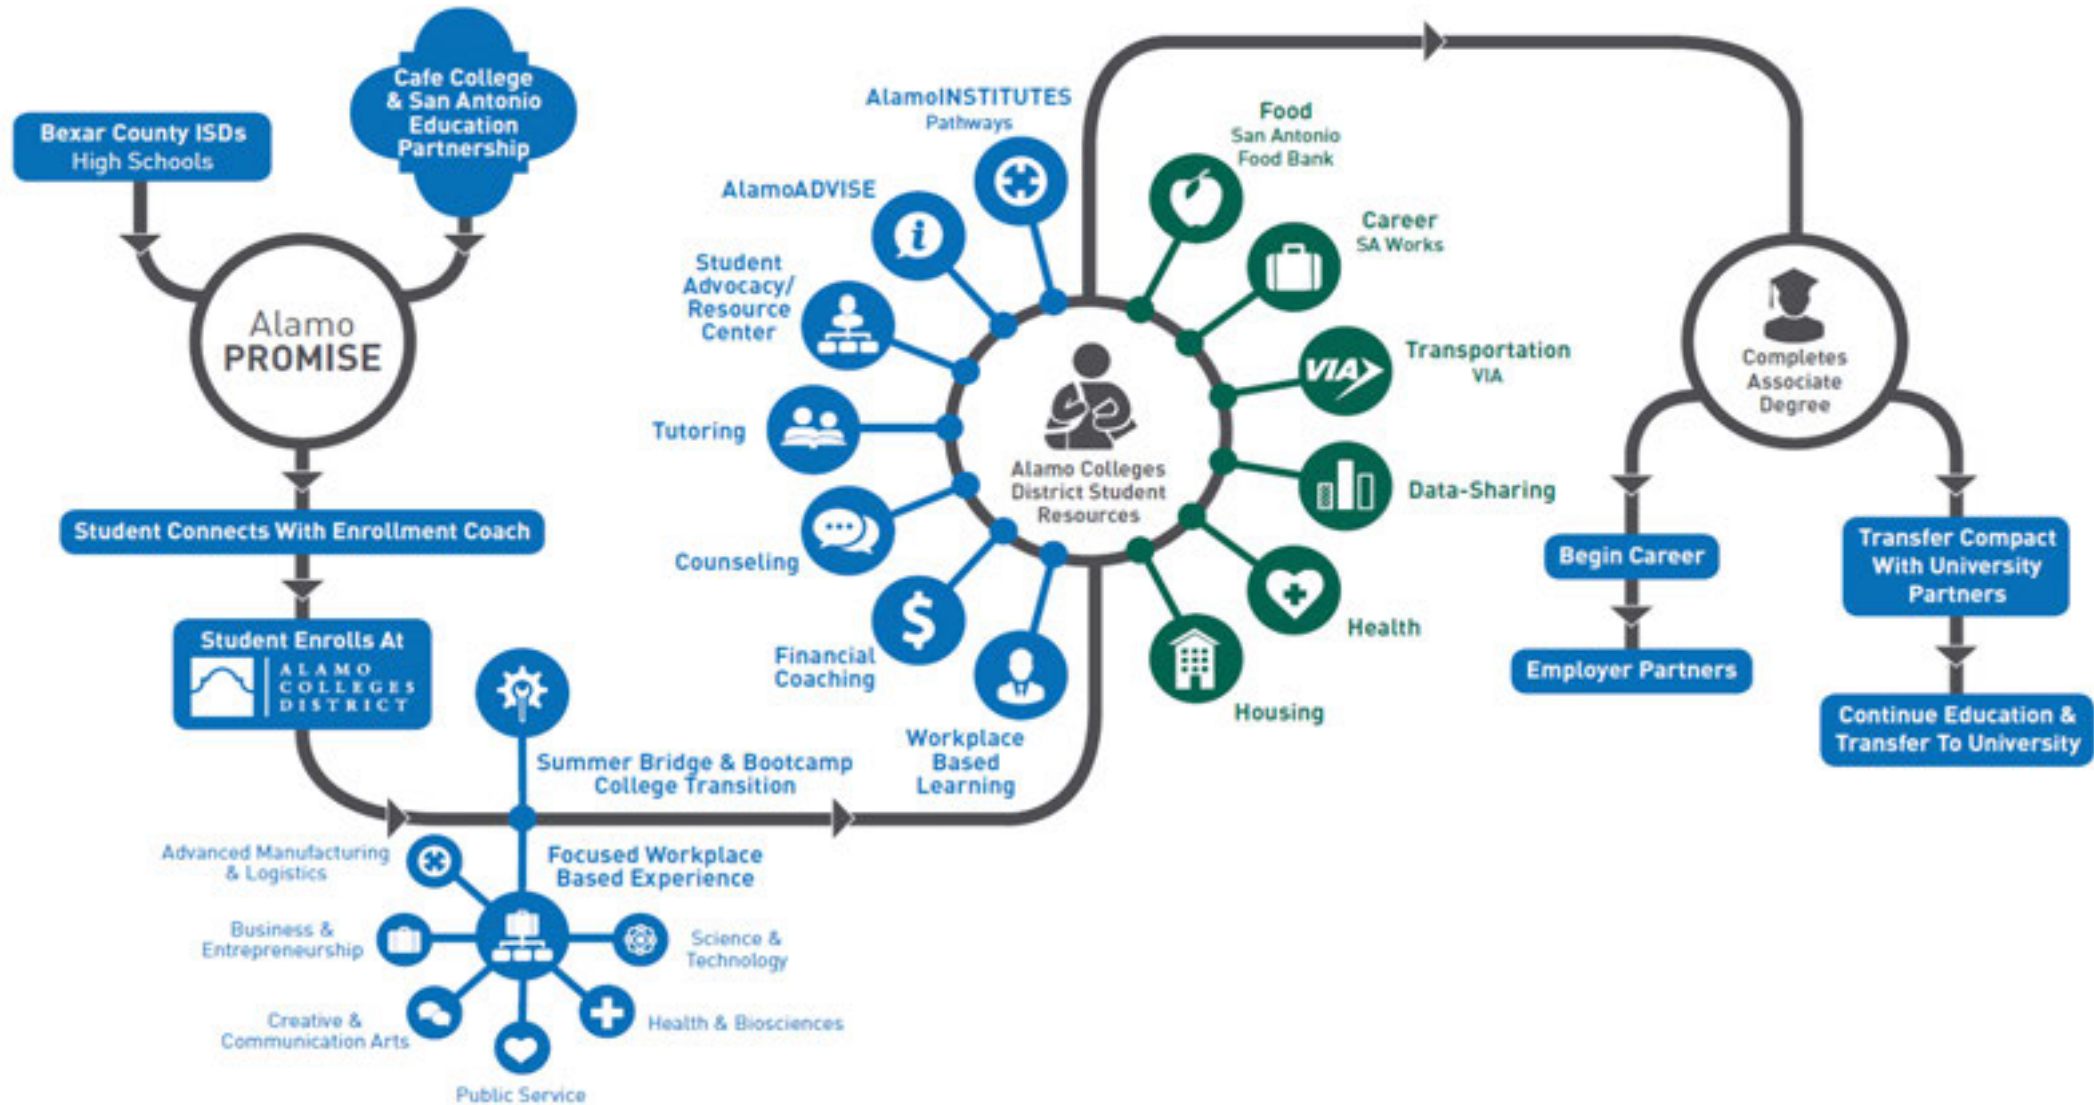 Bexar County ISDs
High Schools
Cafe College
& San Antonio
Education
Partnership
Alamo
PROMISE
Student Connects With Enrollment Coach
Student Enrolls At
ALAMO
COLLEGES
DISTRICT
Summer Bridge & Bootcamp
College Transition
Focused Workplace
Based Experience
Advanced Manufacturing
& Logistics
Business &
Entrepreneurship
Creative &
Communication Arts
Public Service
Health & Biosciences
Science &
Technology
AlamoINSTITUTES
Pathways
AlamoADVISE
Student
Advocacy/
Resource
Center
Tutoring
Counseling
Financial
Coaching
Workplace
Based
Learning
Alamo Colleges
District Student
Resources
Food
San Antonio
Food Bank
Career
SA Works
VIA
Transportation
VIA
Data-Sharing
Health
Housing
Completes
Associate
Degree
Begin Career
Employer Partners
Transfer Compact
With University
Partners
Continue Education &
Transfer To University